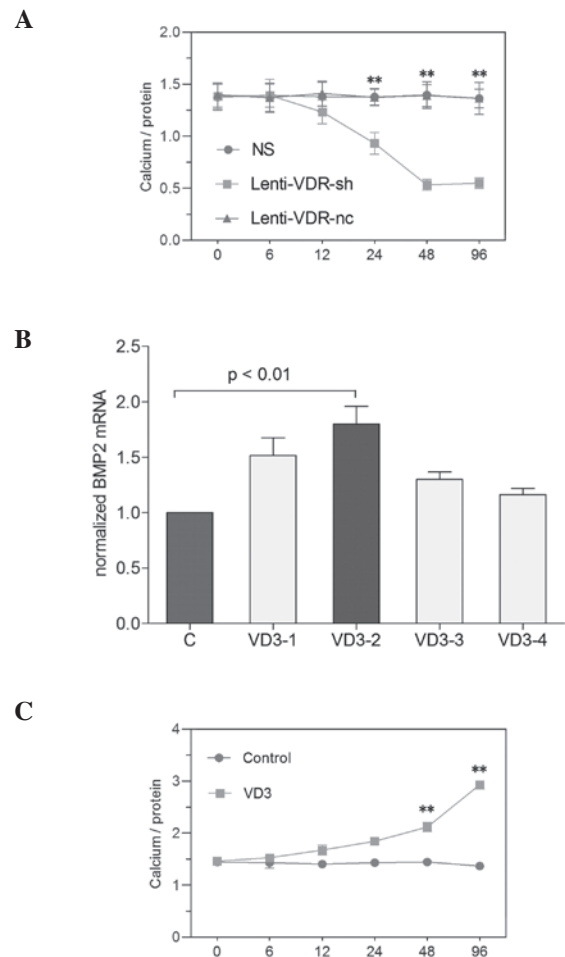 A
Calcium / protein
2.0
1.5
1.0
0.5
0.0
** ** **
NS
Lenti-VDR-sh
Lenti-VDR-nc
0 6 12 24 48 96
B
normalized BMP2 mRNA
2.5
2.0
1.5
1.0
0.5
0.0
p < 0.01
C VD3-1 VD3-2 VD3-3 VD3-4
C
Calcium / protein
4
3
2
1
0
Control
VD3
**
**
0 6 12 24 48 96